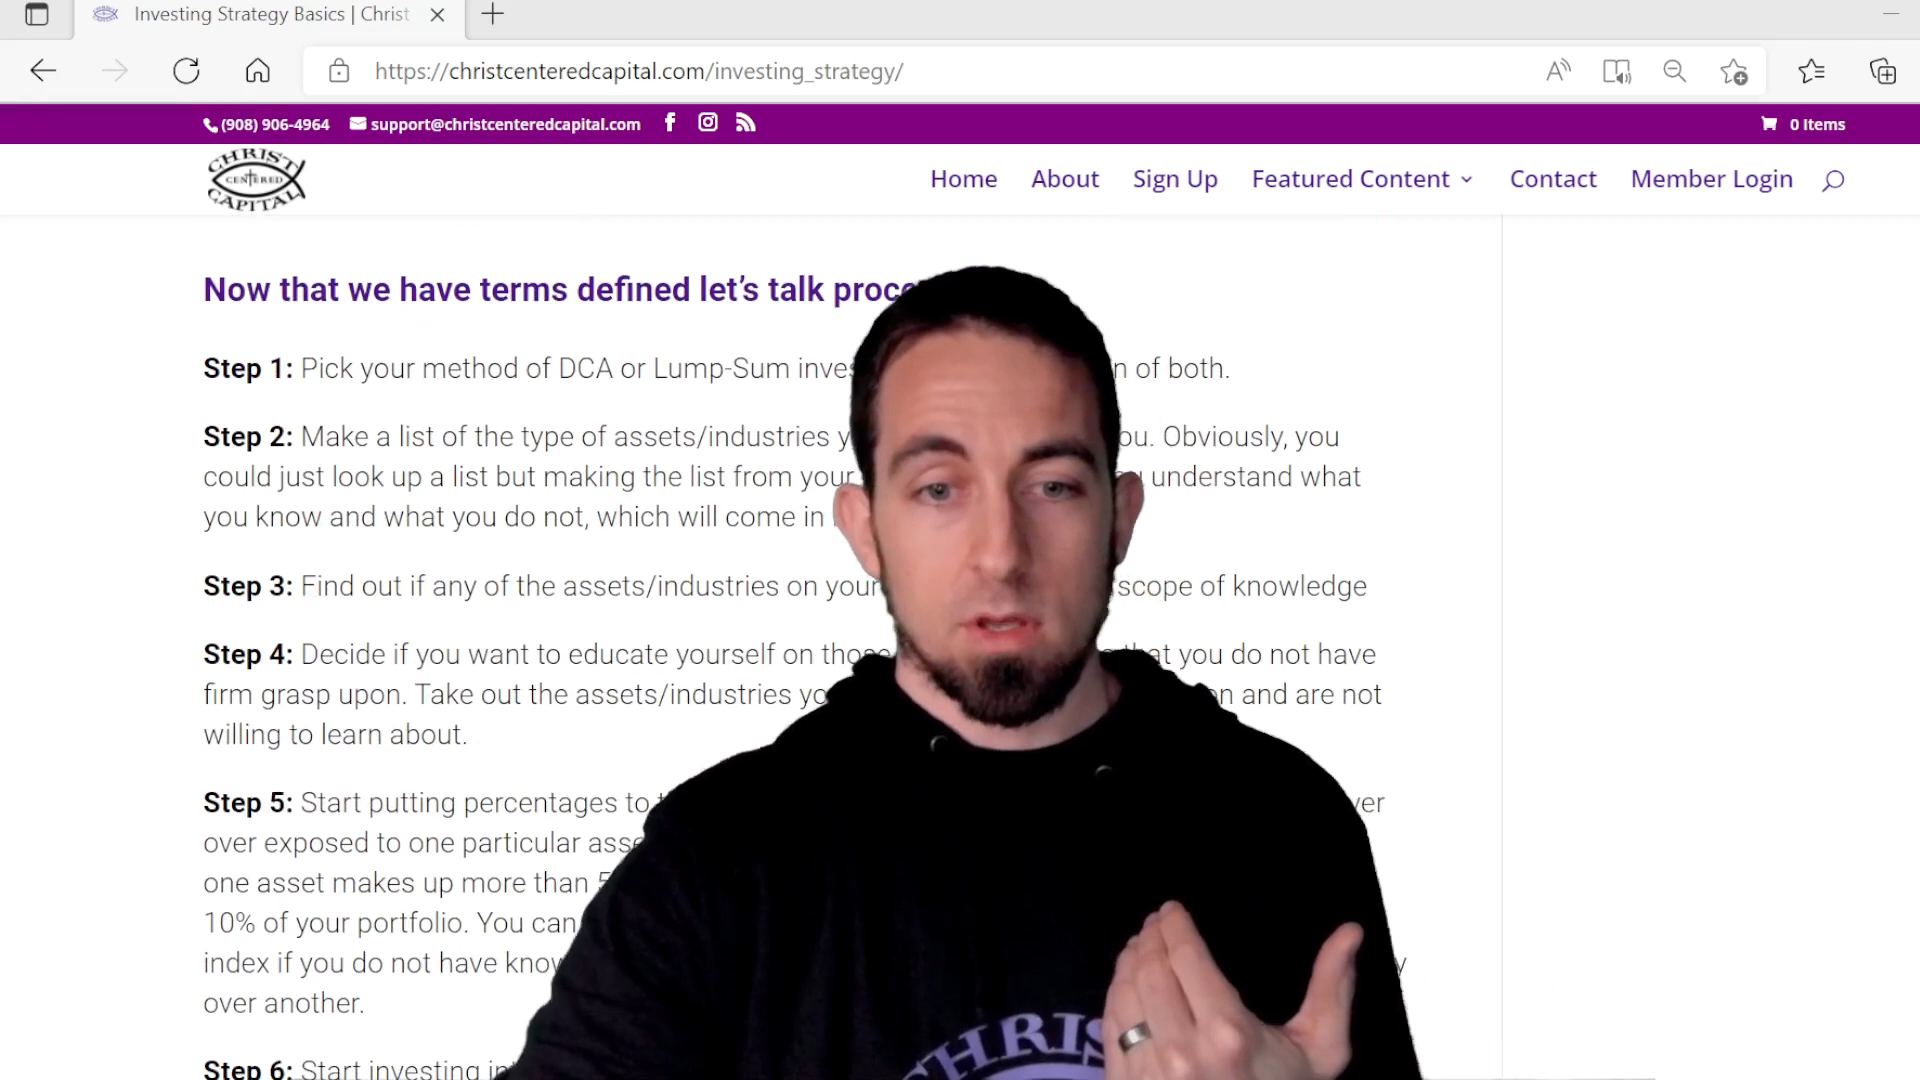 Investing Strategy Basics | Christ
https://christcenteredcapital.com/investing_strategy/
(908) 906-4964 support@christcenteredcapital.com 0 Items
CHRIST
CENTERED
CAPITAL
Home About Sign Up Featured Content Contact Member Login
Now that we have terms defined let's talk
Step 1: Pick your method of DCA or Lump-Sum of both.
Step 2: Make a list of the type of assets/industries Obviously, you
could just look up a list but making the list from your understand what
you know and what you do not, which will come in
Step 3: Find out if any of the assets/industries on your scope of knowledge
Step 4: Decide if you want to educate yourself on that you do not have
firm grasp upon. Take out the assets/industries and are not
willing to learn about.
Step 5: Start putting percentages to
over exposed to one particular
one asset makes up more than
10% of your portfolio. You can
index if you do not have
over another.
Step 6: Start investing